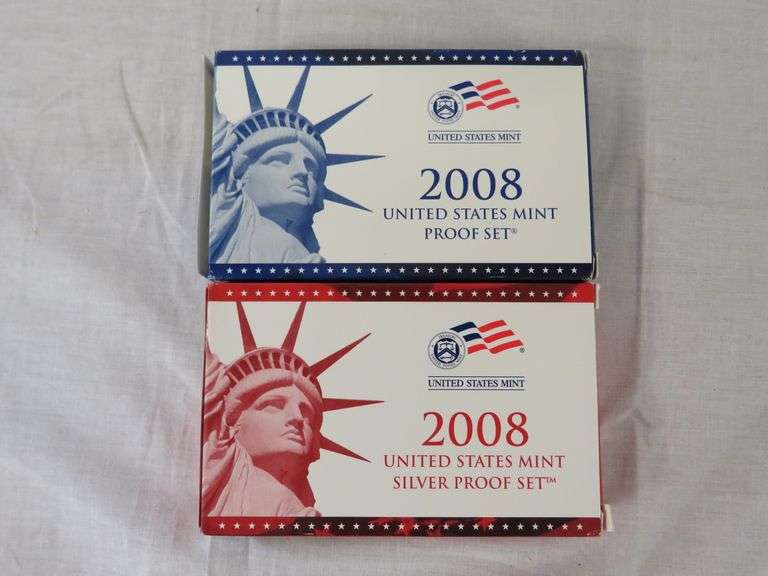 UNITED STATES MINT
2008
UNITED STATES MINT
PROOF SET®
UNITED STATES MINT
2008
UNITED STATES MINT
SILVER PROOF SET™